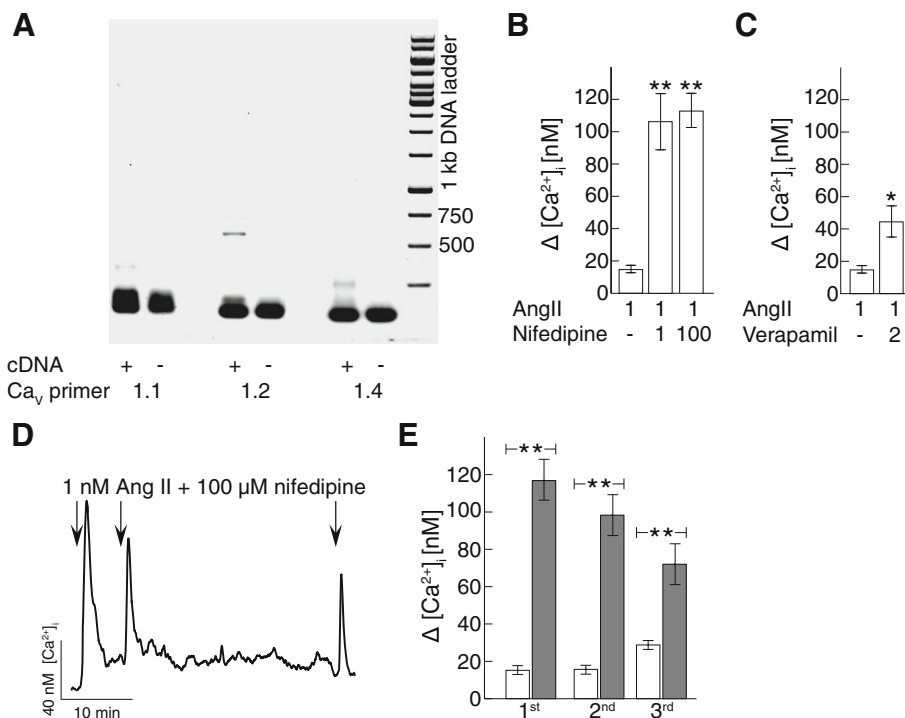 A
1 kb DNA ladder
750
500
cDNA + - + - + -
Ca_v primer 1.1 1.2 1.4
B
Δ [Ca²⁺]ᵢ [nM]
120
100
80
60
40
20
0
** **
AngII 1 1 1
Nifedipine - 1 100
C
Δ [Ca²⁺]ᵢ [nM]
120
100
80
60
40
20
0
*
AngII 1 1
Verapamil - 2
D
1 nM Ang II + 100 µM nifedipine
40 nM [Ca²⁺]ᵢ
10 min
E
Δ [Ca²⁺]ᵢ [nM]
120
100
80
60
40
20
0
**
**
**
1ˢᵗ 2ⁿᵈ 3ʳᵈ